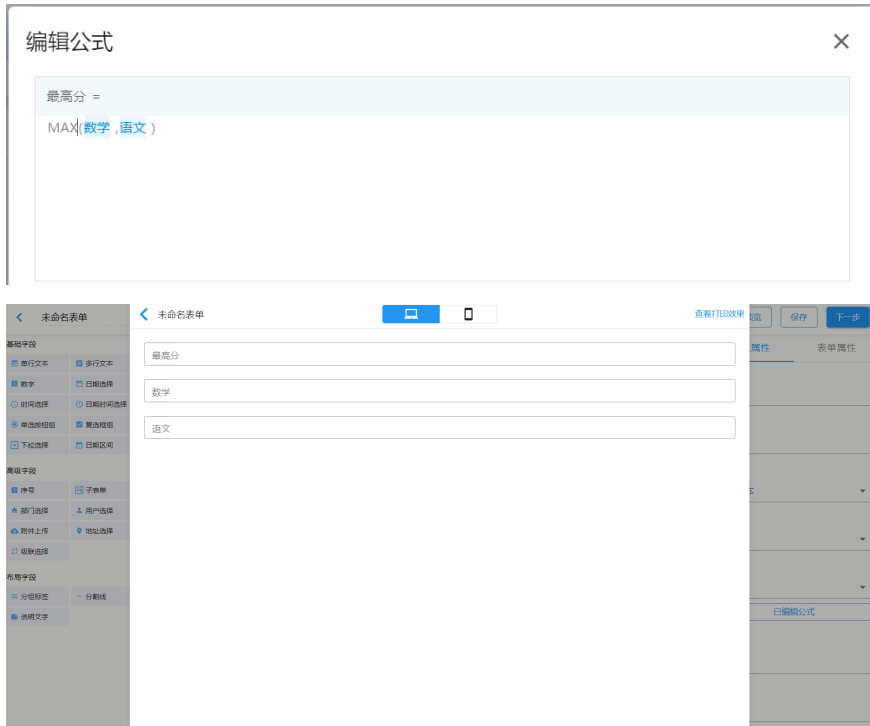 编辑公式
最高分 =
MAX(数学 ,语文 )
未命名表单
未命名表单
查看打印效果
保存
下一步
基础字段
属性
表单属性
单行文本
多行文本
数字
日期选择
时间选择
日期时间选择
单选按钮组
复选框组
下拉选择
日期区间
高级字段
序号
子表单
部门选择
用户选择
附件上传
地址选择
级联选择
布局字段
分组标签
分割线
说明文字
最高分
数学
语文
已编辑公式